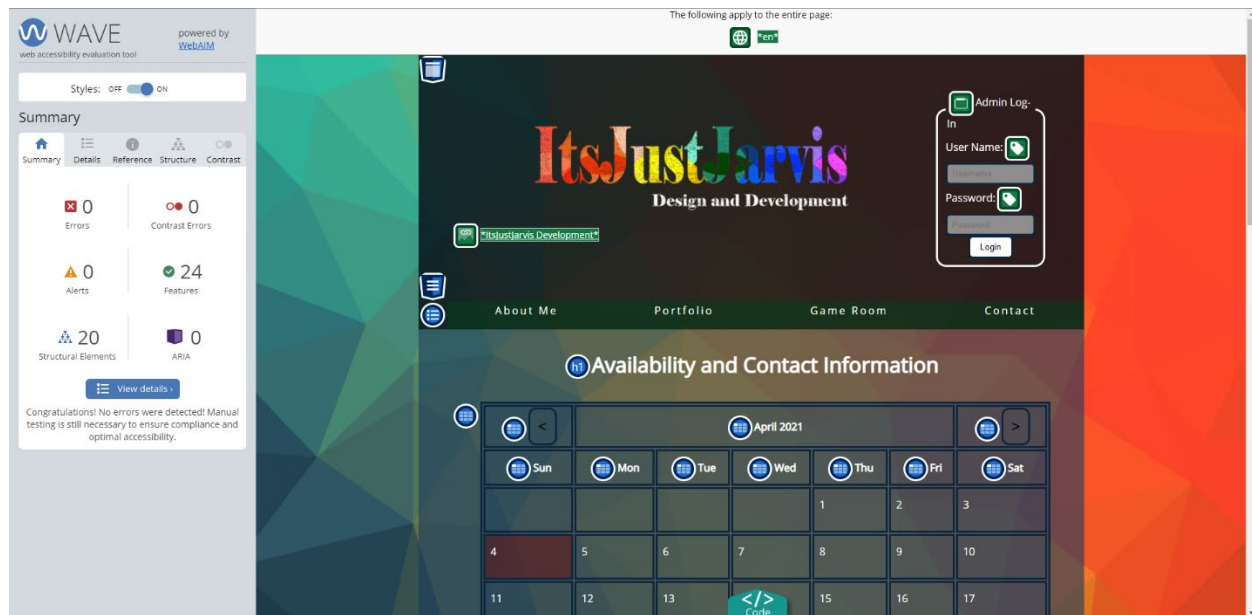 The following apply to the entire page:
*en*
WAVE
web accessibility evaluation tool
powered by
WebAIM
Styles: OFF ON
Summary
Summary Details Reference Structure Contrast
0 0
Errors Contrast Errors
0 24
Alerts Features
20 0
Structural Elements ARIA
View details ›
Congratulations! No errors were detected! Manual
testing is still necessary to ensure compliance and
optimal accessibility.
ItsJustJarvis
Design and Development
*ItsJustJarvis Development*
Admin Log-
In
User Name:
Username
Password:
Password
Login
About Me Portfolio Game Room Contact
h1 Availability and Contact Information
< April 2021 >
Sun Mon Tue Wed Thu Fri Sat
1 2 3
4 5 6 7 8 9 10
11 12 13 15 16 17
</>
Code